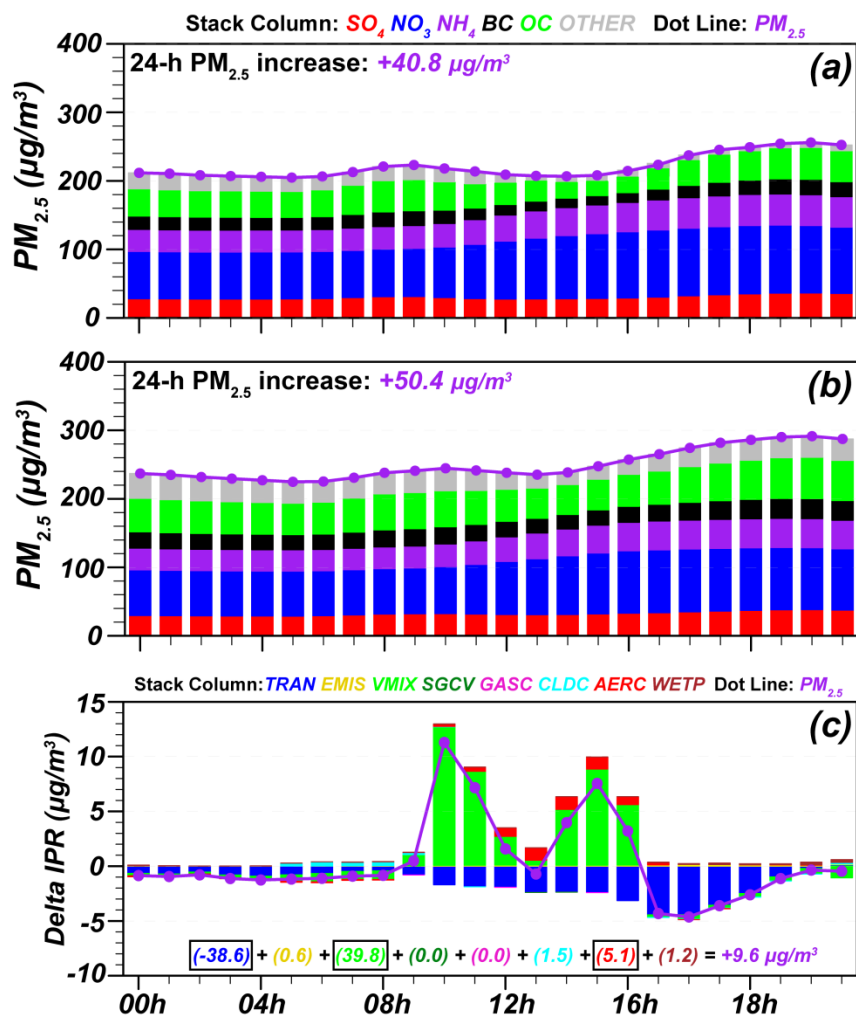 Stack Column: SO₄ NO₃ NH₄ BC OC OTHER Dot Line: PM₂.₅
400
24-h PM₂.₅ increase: +40.8 µg/m³
(a)
300
200
100
0
PM₂.₅ (µg/m³)
400
24-h PM₂.₅ increase: +50.4 µg/m³
(b)
300
200
100
0
PM₂.₅ (µg/m³)
Stack Column:TRAN EMIS VMIX SGCV GASC CLDC AERC WETP Dot Line: PM₂.₅
15
(c)
10
5
0
-5
-10
Delta IPR (µg/m³)
(-38.6) + (0.6) + (39.8) + (0.0) + (0.0) + (1.5) + (5.1) + (1.2) = +9.6 µg/m³
00h 04h 08h 12h 16h 18h